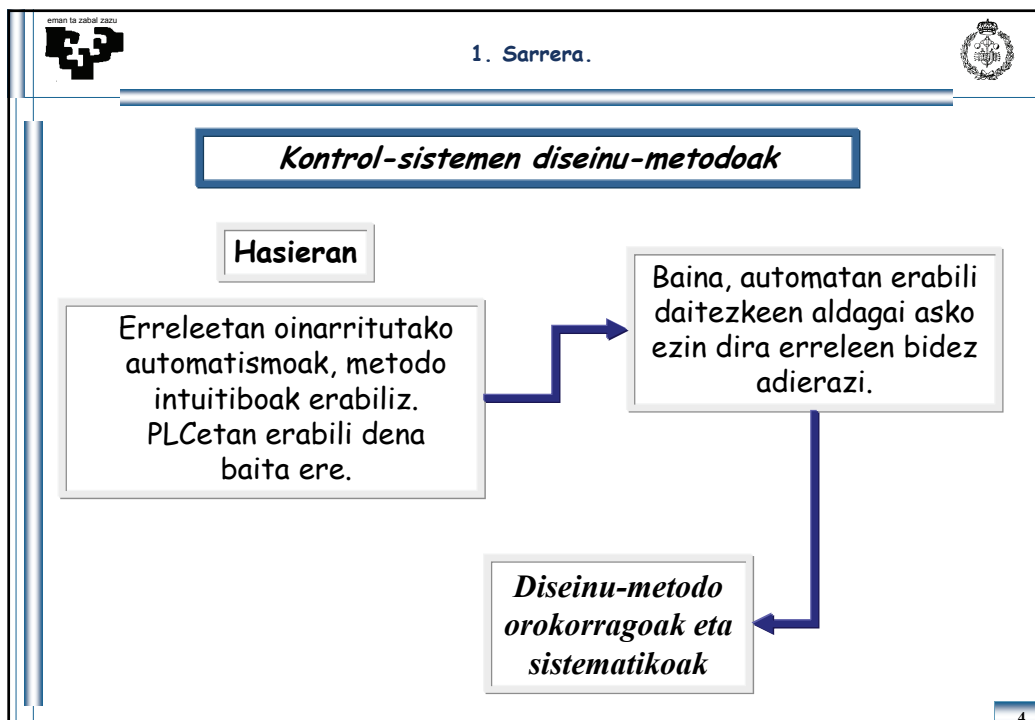 eman ta zabal zazu
1. Sarrera.
Kontrol-sistemen diseinu-metodoak
Hasieran
Erreleetan oinarritutako
automatismoak, metodo
intuitiboak erabiliz.
PLCetan erabili dena
baita ere.
Baina, automatan erabili
daitezkeen aldagai asko
ezin dira erreleen bidez
adierazi.
Diseinu-metodo
orokorragoak eta
sistematikoak
4